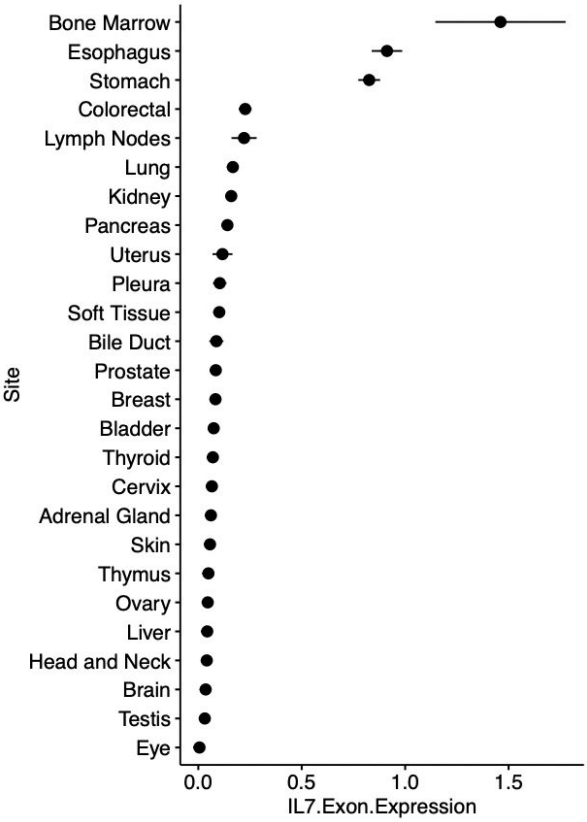 Bone Marrow
Esophagus
Stomach
Colorectal
Lymph Nodes
Lung
Kidney
Pancreas
Uterus
Pleura
Soft Tissue
Bile Duct
Prostate
Breast
Bladder
Thyroid
Cervix
Adrenal Gland
Skin
Thymus
Ovary
Liver
Head and Neck
Brain
Testis
Eye
Site
0.0 0.5 1.0 1.5
IL7.Exon.Expression